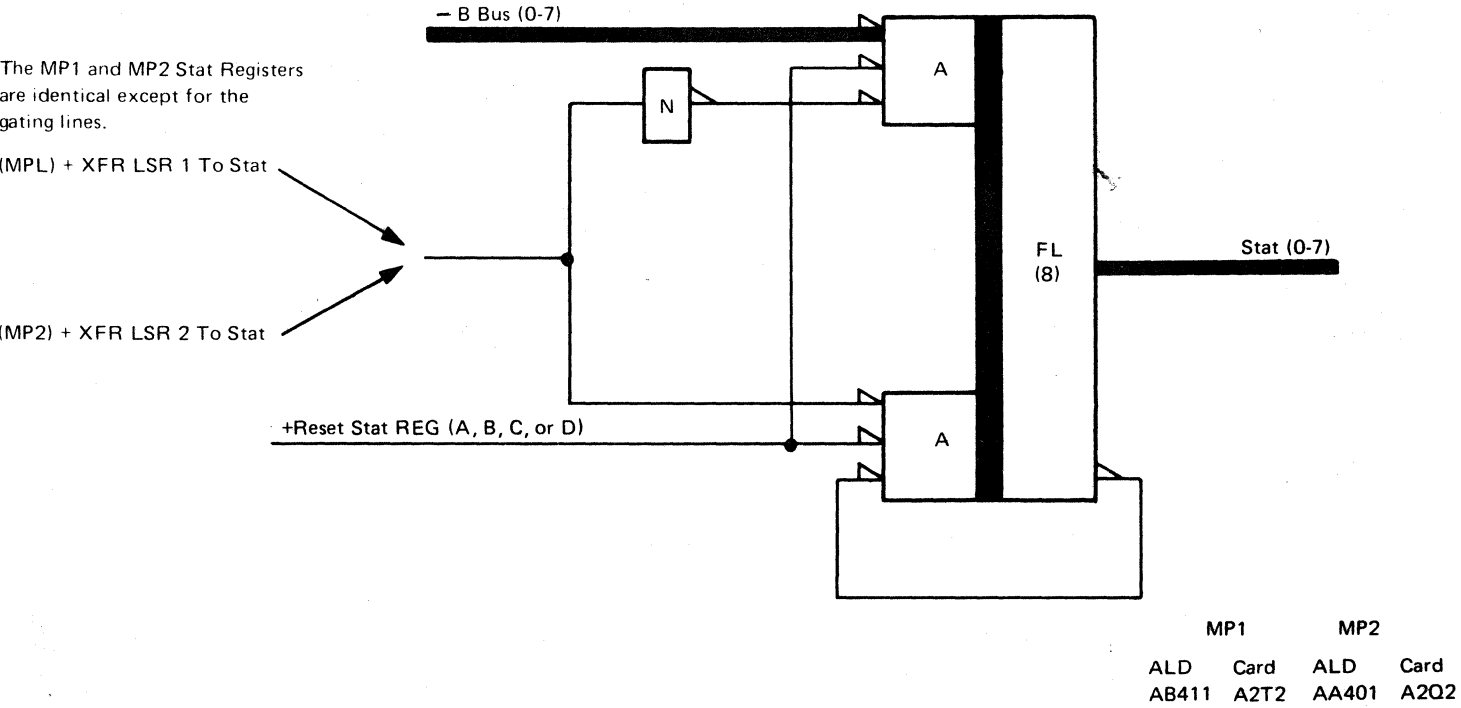 — B Bus (0-7)
The MP1 and MP2 Stat Registers
are identical except for the
gating lines.
A
N
(MPL) + XFR LSR 1 To Stat
FL
(8)
Stat (0-7)
(MP2) + XFR LSR 2 To Stat
+Reset Stat REG (A, B, C, or D)
A
MP1 MP2
ALD Card ALD Card
AB411 A2T2 AA401 A2Q2